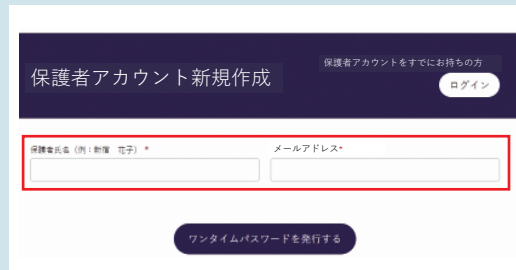 保護者アカウントをすでにお持ちの方
保護者アカウント新規作成
ログイン
保護者氏名（例：新宿　花子）*
メールアドレス*
ワンタイムパスワードを発行する